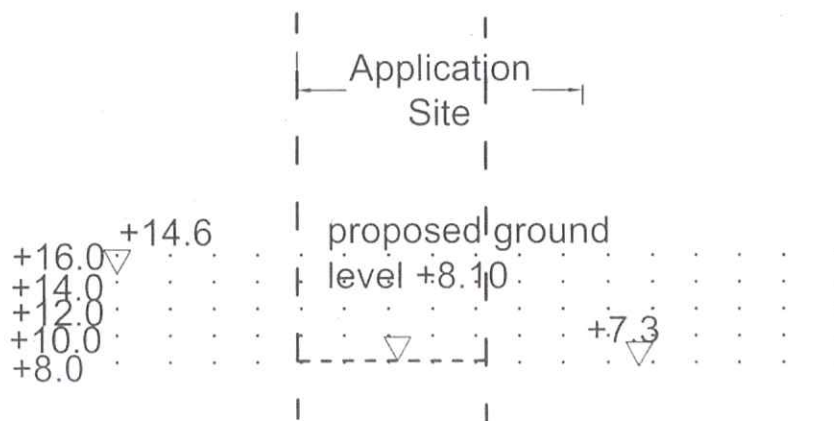 Application
Site
+14.6
proposed ground
level +8.10
+16.0
+14.0
+12.0
+10.0
+8.0
+7.3